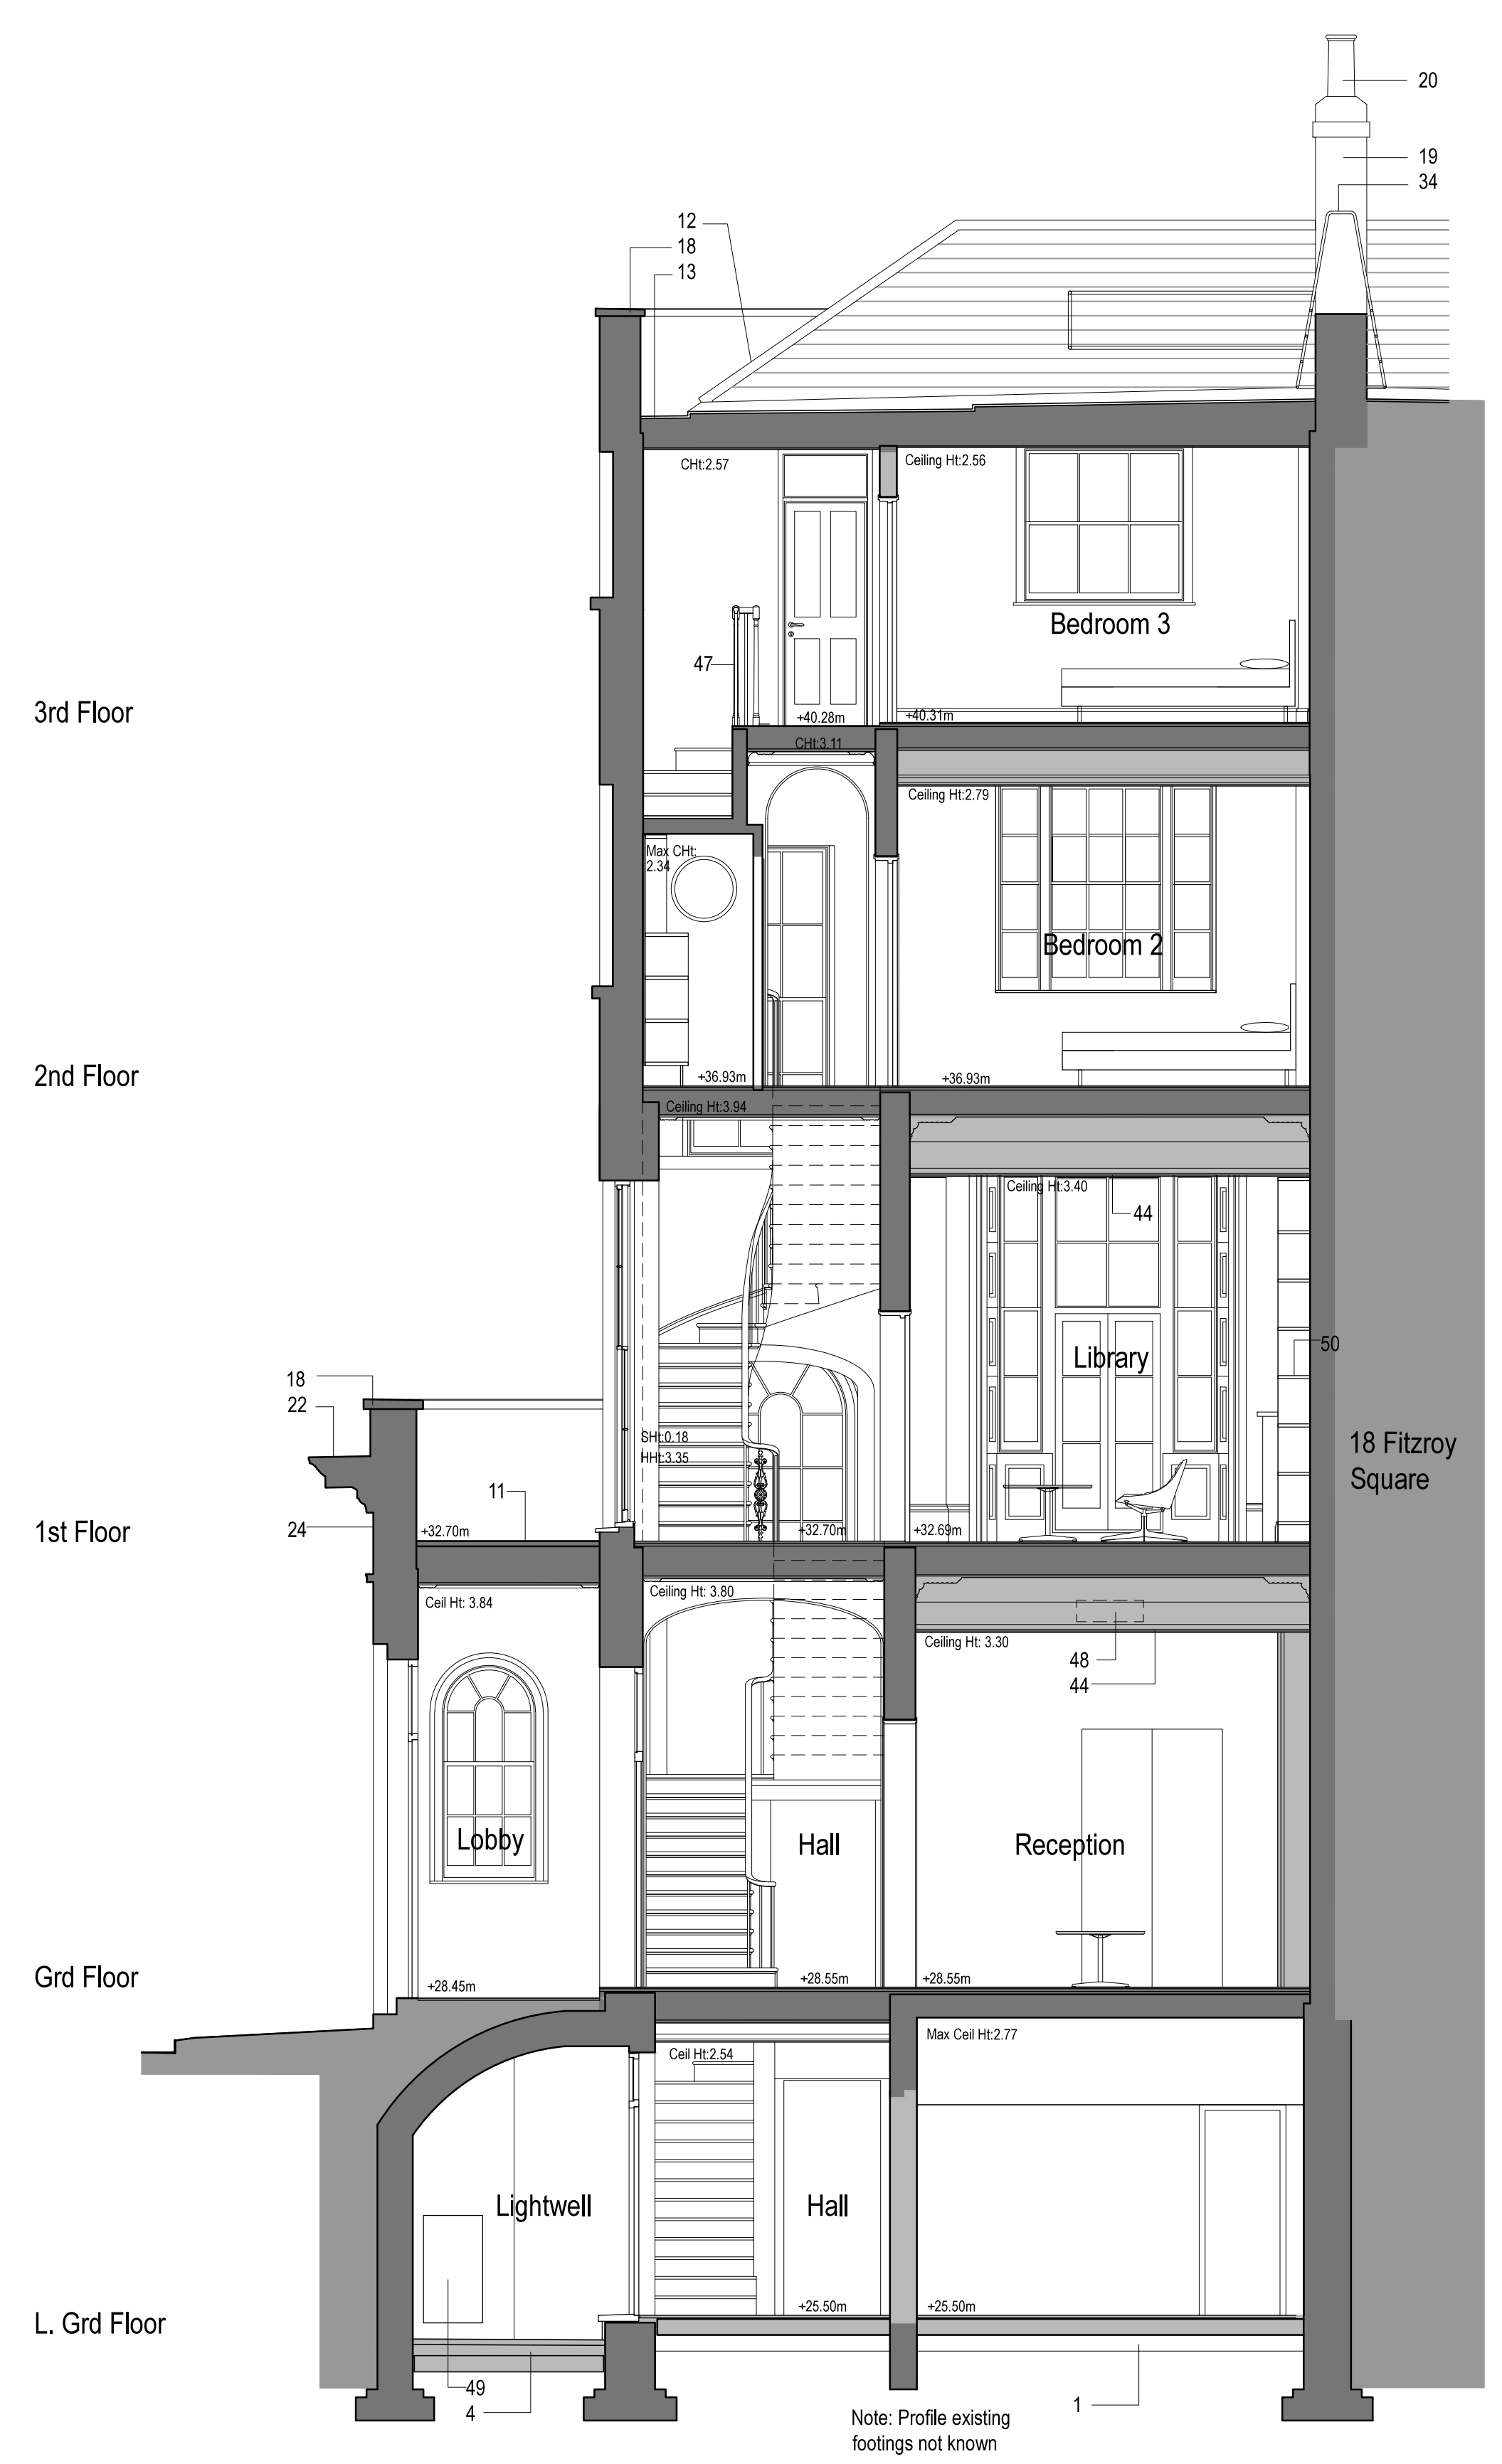 20
19
34
12
18
13
CHt:2.57
Ceiling Ht:2.56
Bedroom 3
47
3rd Floor
+40.28m
+40.31m
CHt:3.11
Ceiling Ht:2.79
Max CHt:
2.34
Bedroom 2
2nd Floor
+36.93m
+36.93m
Ceiling Ht:3.94
Ceiling Ht:3.40
44
Library
50
18
22
SHt:0.18
HHt:3.35
18 Fitzroy
Square
11
24
1st Floor
+32.70m
+32.70m
+32.69m
Ceil Ht: 3.84
Ceiling Ht: 3.80
Ceiling Ht: 3.30
48
44
Lobby
Hall
Reception
Grd Floor
+28.45m
+28.55m
+28.55m
Ceil Ht:2.54
Max Ceil Ht:2.77
Lightwell
Hall
L. Grd Floor
+25.50m
+25.50m
49
4
1
Note: Profile existing
footings not known